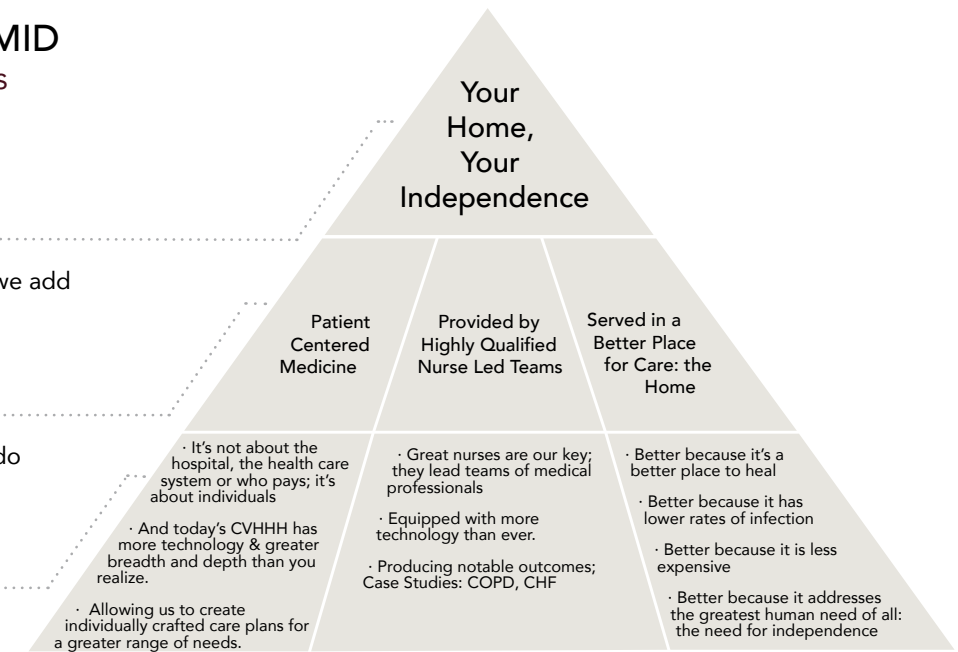 MID
s
Your
Home,
Your
Independence
we add
Patient
Centered
Medicine
Provided by
Highly Qualified
Nurse Led Teams
Served in a
Better Place
for Care: the
Home
do
· It's not about the
hospital, the health care
system or who pays; it's
about individuals
· And today's CVHHH has
more technology & greater
breadth and depth than you
realize.
· Allowing us to create
individually crafted care plans for
a greater range of needs.
· Great nurses are our key;
they lead teams of medical
professionals
· Equipped with more
technology than ever.
· Producing notable outcomes;
Case Studies: COPD, CHF
· Better because it's a
better place to heal
· Better because it has
lower rates of infection
· Better because it is less
expensive
· Better because it addresses
the greatest human need of all:
the need for independence